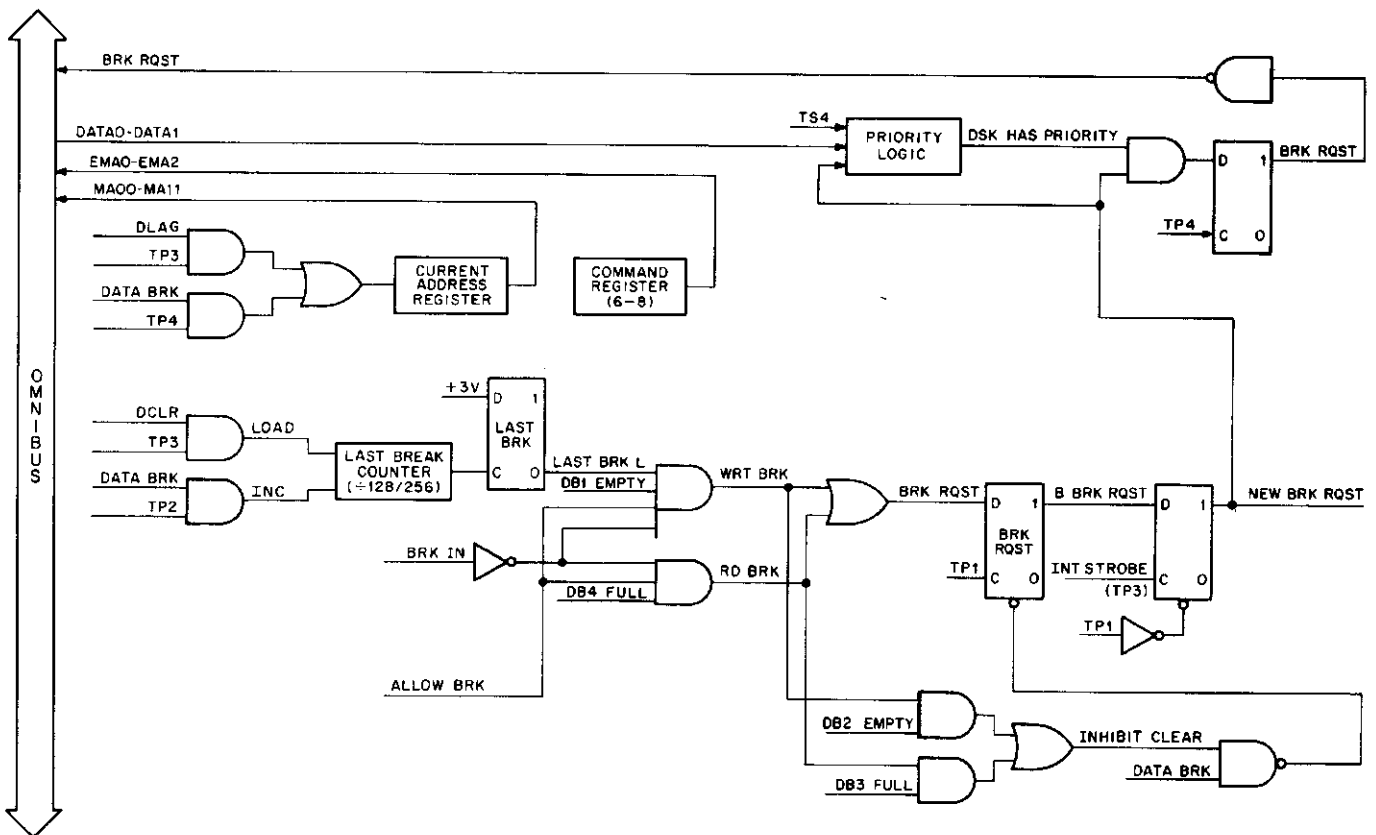 BRK RQST
DATA0-DATA1
EMA0-EMA2
MA00-MA11
TS4
PRIORITY
LOGIC
DSK HAS PRIORITY
D 1
BRK RQST
TP4
C 0
DLAG
TP3
DATA BRK
TP4
CURRENT
ADDRESS
REGISTER
COMMAND
REGISTER
(6-8)
OMNIBUS
DCLR
TP3
LOAD
DATA BRK
TP2
INC
LAST BREAK
COUNTER
(÷128/256)
+3V
D 1
LAST
BRK
C 0
LAST BRK L
DB1 EMPTY
WRT BRK
BRK IN
DB4 FULL
RD BRK
ALLOW BRK
BRK RQST
D 1
BRK
RQST
TP1
C 0
B BRK RQST
D 1
INT STROBE
(TP3)
C 0
TP1
NEW BRK RQST
DB2 EMPTY
DB3 FULL
INHIBIT CLEAR
DATA BRK